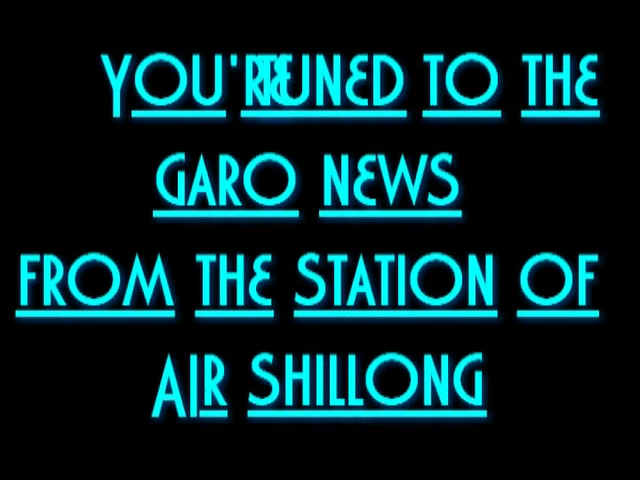 YOU'RE TUNED TO THE
GARO NEWS
FROM THE STATION OF
AIR SHILLONG